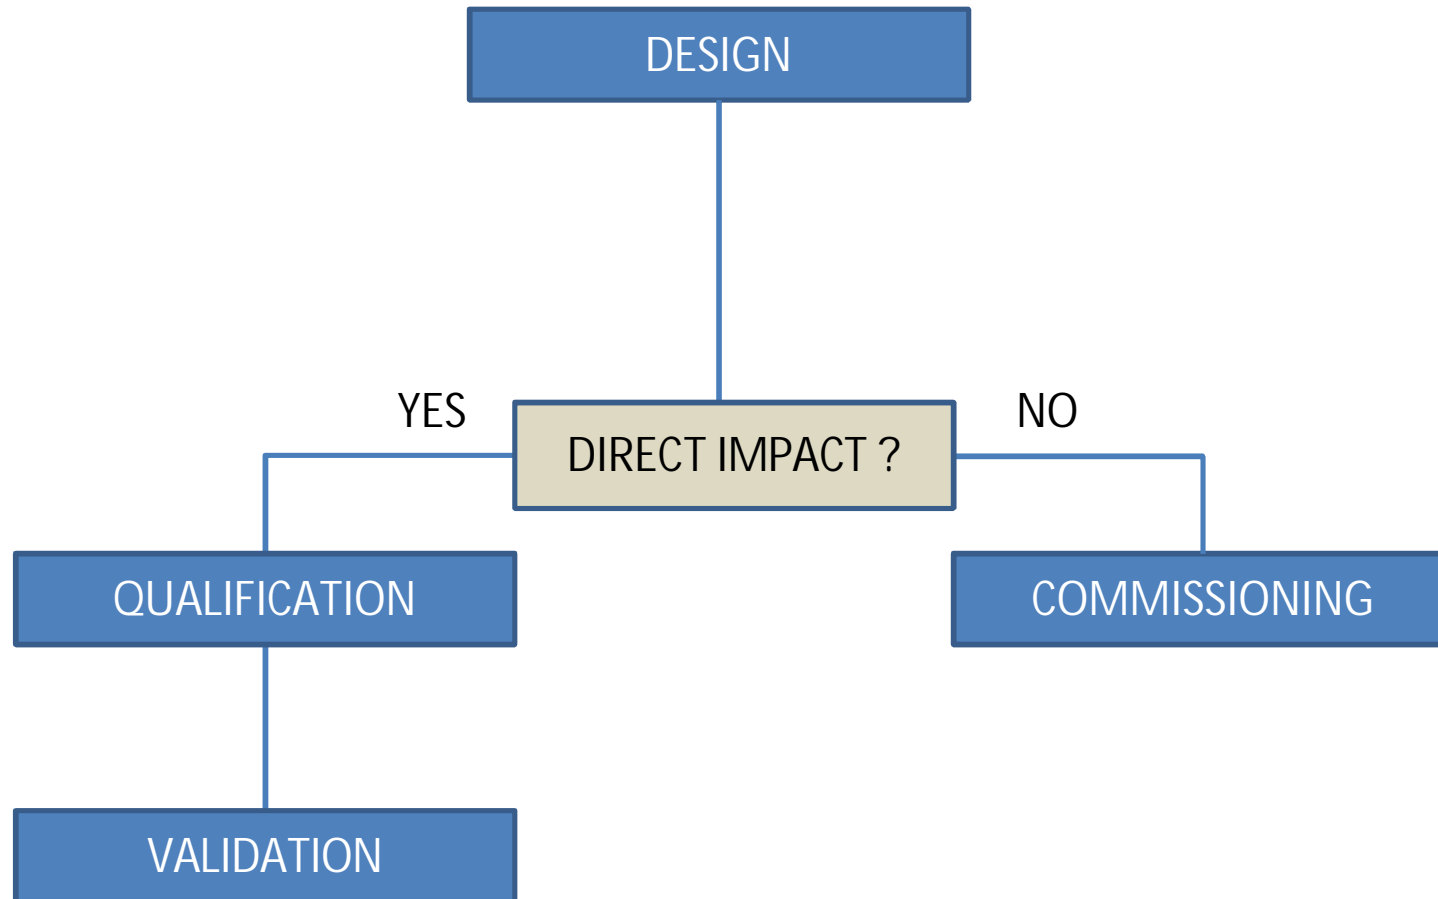 DESIGN
YES
NO
DIRECT IMPACT ?
QUALIFICATION
COMMISSIONING
VALIDATION